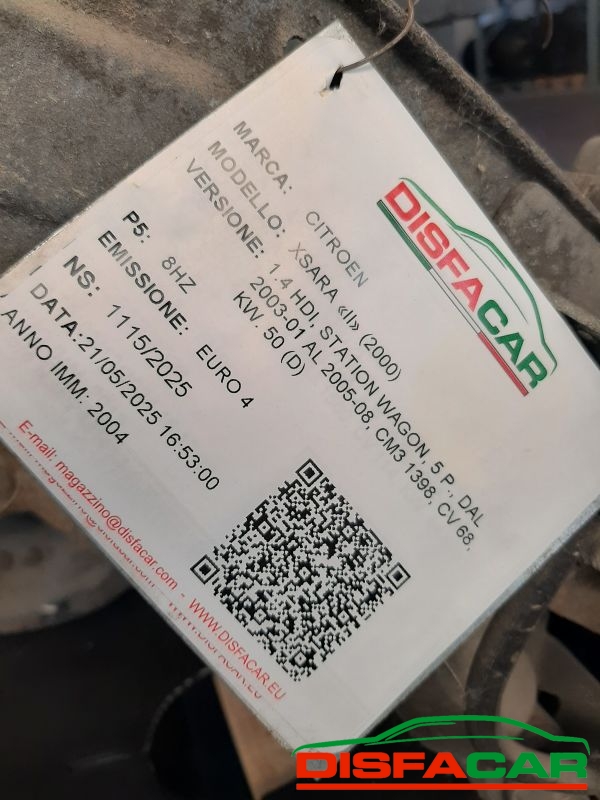 DISFACAR
MARCA: CITROEN
MODELLO: XSARA «I» (2000)
VERSIONE: 1.4 HDI, STATION WAGON, 5 P., DAL
2003-01 AL 2005-08, CM3 1398, CV 68,
KW. 50 (D)
P5: 8HZ
EMISSIONE: EURO 4
NS: 1115/2025
DATA: 21/05/2025 16:53:00
ANNO IMM: 2004
E-mail: magazzino@disfacar.com - WWW.DISFACAR.EU
DISFACAR